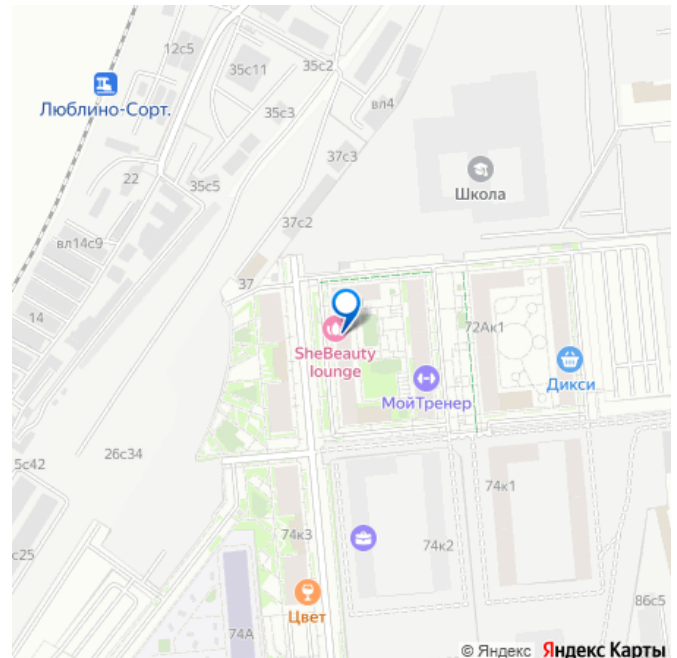 12с5
35с11
35с2
Люблино-Сорт.
35с3
вл4
37с3
22
35с5
Школа
37с2
вл14с9
37
14
72Ак1
SheBeauty
lounge
Дикси
МойТренер
26с34
5с42
74к1
74к3
74к2
с25
Цвет
86с5
74А
© Яндекс Яндекс Карты